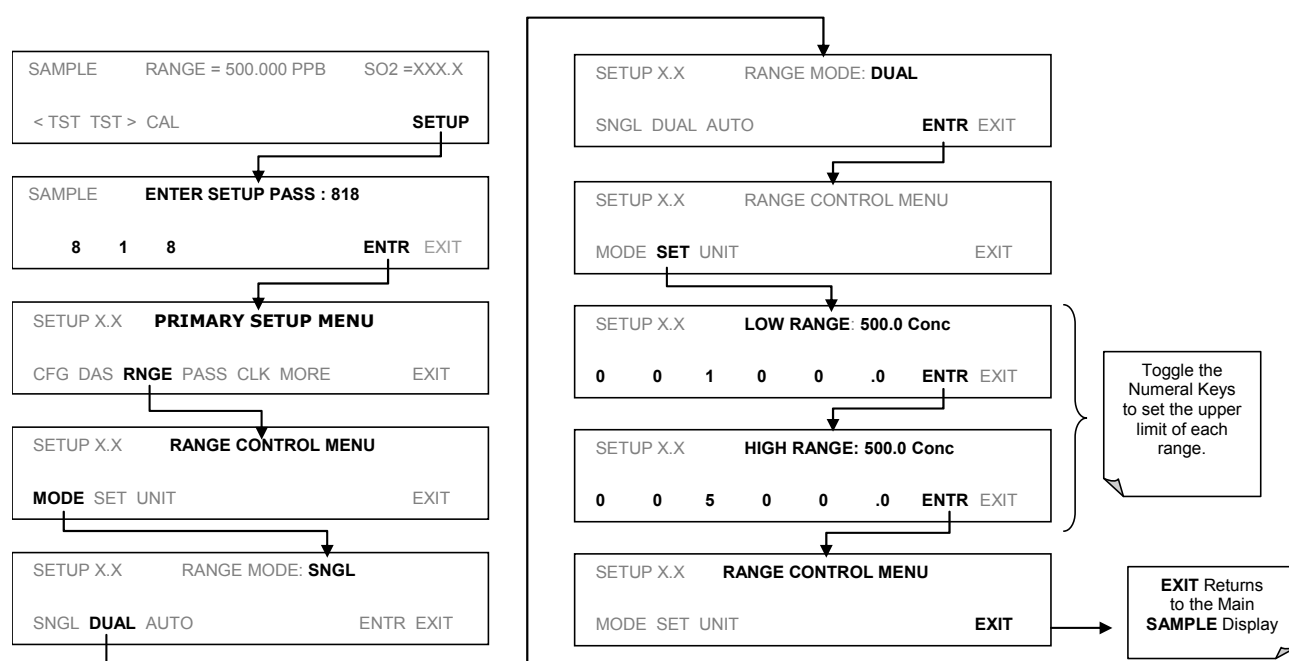 SAMPLE RANGE = 500.000 PPB SO2 =XXX.X
< TST TST > CAL SETUP
SAMPLE ENTER SETUP PASS : 818
8 1 8 ENTR EXIT
SETUP X.X PRIMARY SETUP MENU
CFG DAS RNGE PASS CLK MORE EXIT
SETUP X.X RANGE CONTROL MENU
MODE SET UNIT EXIT
SETUP X.X RANGE MODE: SNGL
SNGL DUAL AUTO ENTR EXIT
SETUP X.X RANGE MODE: DUAL
SNGL DUAL AUTO ENTR EXIT
SETUP X.X RANGE CONTROL MENU
MODE SET UNIT EXIT
SETUP X.X LOW RANGE: 500.0 Conc
0 0 1 0 0 .0 ENTR EXIT
SETUP X.X HIGH RANGE: 500.0 Conc
0 0 5 0 0 .0 ENTR EXIT
Toggle the
Numeral Keys
to set the upper
limit of each
range.
SETUP X.X RANGE CONTROL MENU
MODE SET UNIT EXIT
EXIT Returns
to the Main
SAMPLE Display